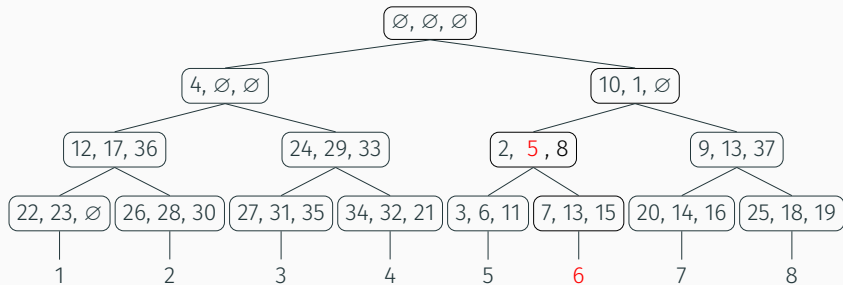 ∅, ∅, ∅
4, ∅, ∅ 10, 1, ∅
12, 17, 36 24, 29, 33 2, 5 , 8 9, 13, 37
22, 23, ∅ 26, 28, 30 27, 31, 35 34, 32, 21 3, 6, 11 7, 13, 15 20, 14, 16 25, 18, 19
1 2 3 4 5 6 7 8